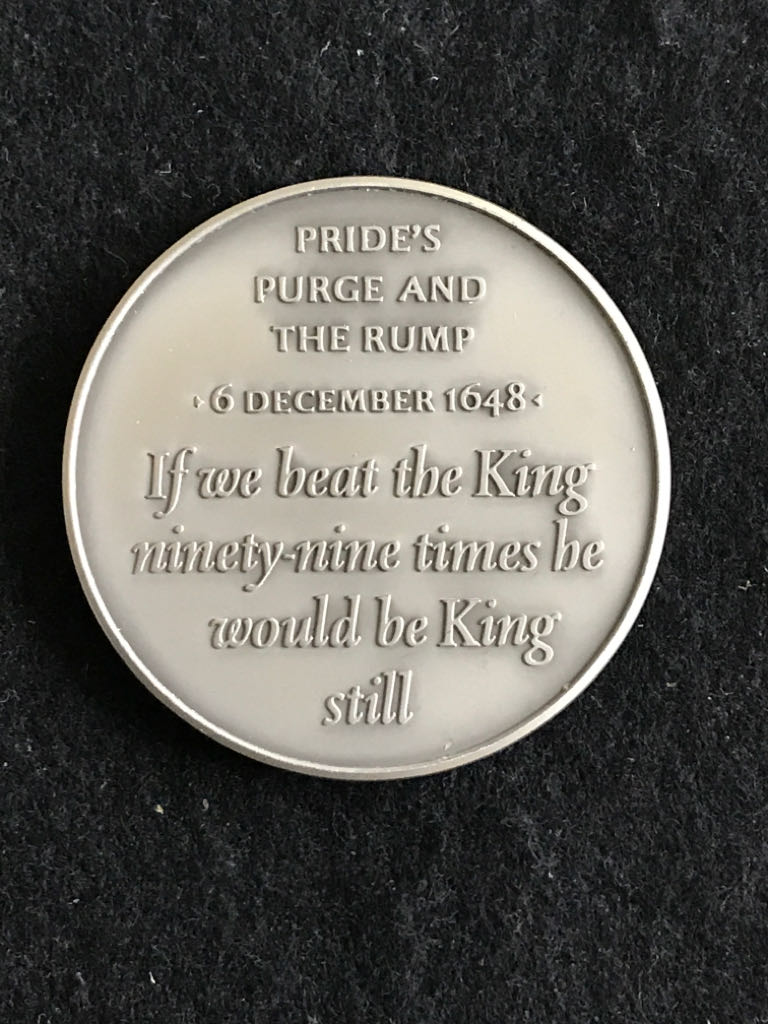 PRIDE'S
PURGE AND
THE RUMP
·6 DECEMBER 1648·
If we beat the King
ninety-nine times he
would be King
still